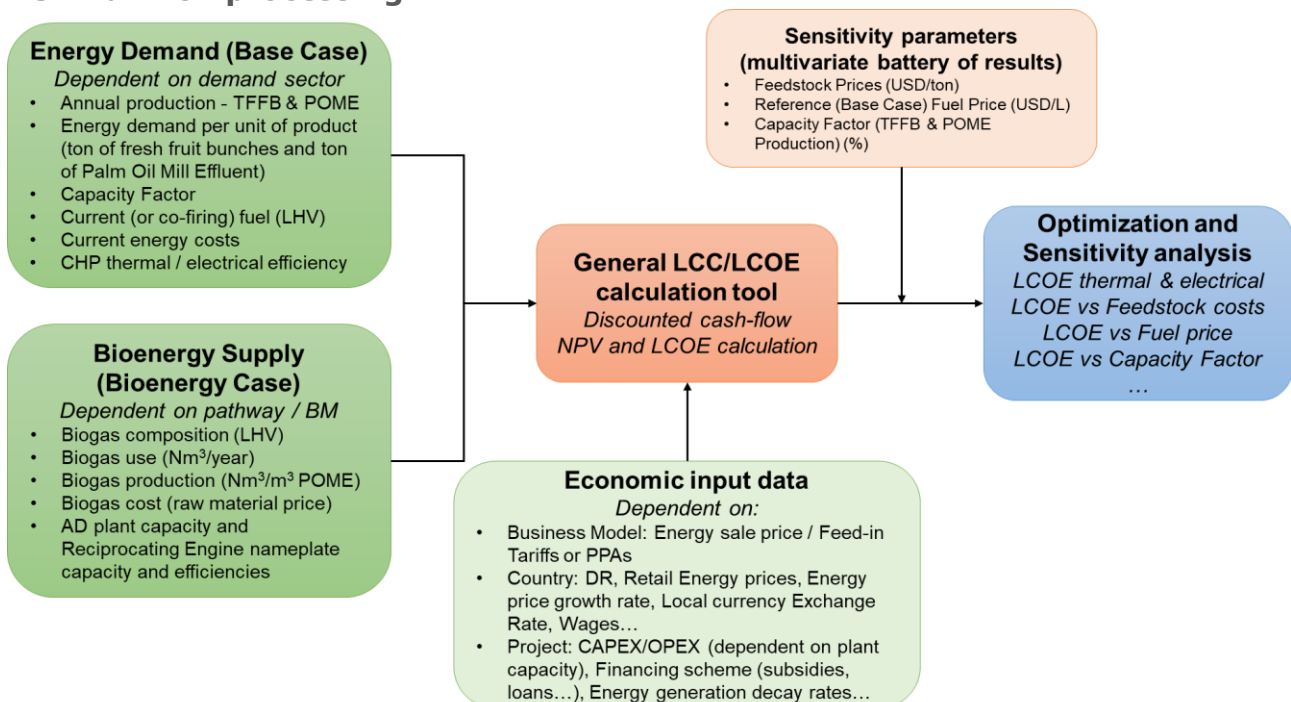 Energy Demand (Base Case)
Dependent on demand sector
• Annual production - TFFB & POME
• Energy demand per unit of product
(ton of fresh fruit bunches and ton
of Palm Oil Mill Effluent)
• Capacity Factor
• Current (or co-firing) fuel (LHV)
• Current energy costs
• CHP thermal / electrical efficiency
Bioenergy Supply
(Bioenergy Case)
Dependent on pathway / BM
• Biogas composition (LHV)
• Biogas use (Nm³/year)
• Biogas production (Nm³/m³ POME)
• Biogas cost (raw material price)
• AD plant capacity and
Reciprocating Engine nameplate
capacity and efficiencies
General LCC/LCOE
calculation tool
Discounted cash-flow
NPV and LCOE calculation
Sensitivity parameters
(multivariate battery of results)
• Feedstock Prices (USD/ton)
• Reference (Base Case) Fuel Price (USD/L)
• Capacity Factor (TFFB & POME
Production) (%)
Optimization and
Sensitivity analysis
LCOE thermal & electrical
LCOE vs Feedstock costs
LCOE vs Fuel price
LCOE vs Capacity Factor
…
Economic input data
Dependent on:
• Business Model: Energy sale price / Feed-in
Tariffs or PPAs
• Country: DR, Retail Energy prices, Energy
price growth rate, Local currency Exchange
Rate, Wages…
• Project: CAPEX/OPEX (dependent on plant
capacity), Financing scheme (subsidies,
loans…), Energy generation decay rates…